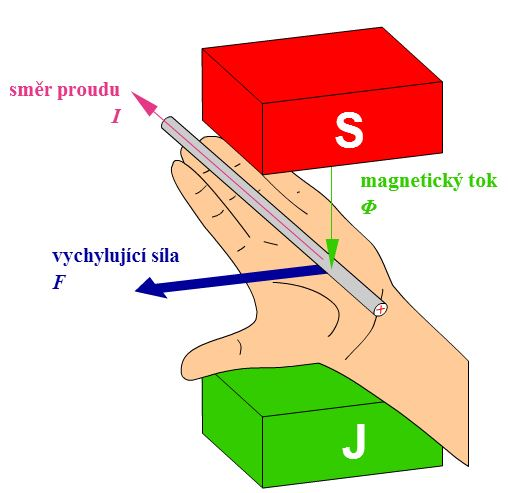 směr proudu
I
S
magnetický tok
Φ
vychylující síla
F
+
J